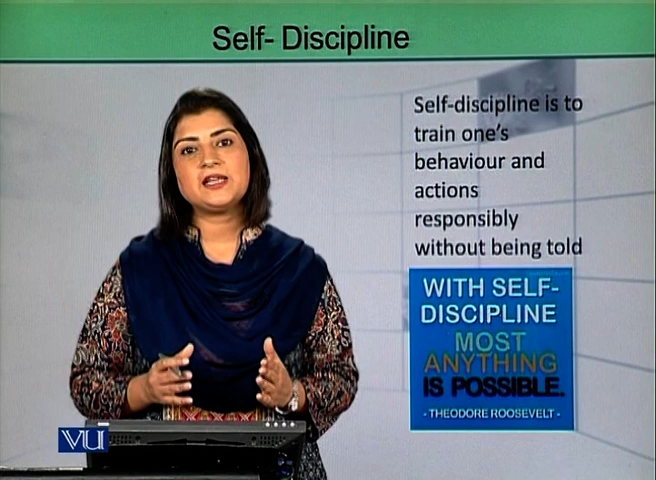 Self- Discipline
Self-discipline is to
train one's
behaviour and
actions
responsibly
without being told
WITH SELF-
DISCIPLINE
MOST
ANYTHING
IS POSSIBLE.
- THEODORE ROOSEVELT -
VU